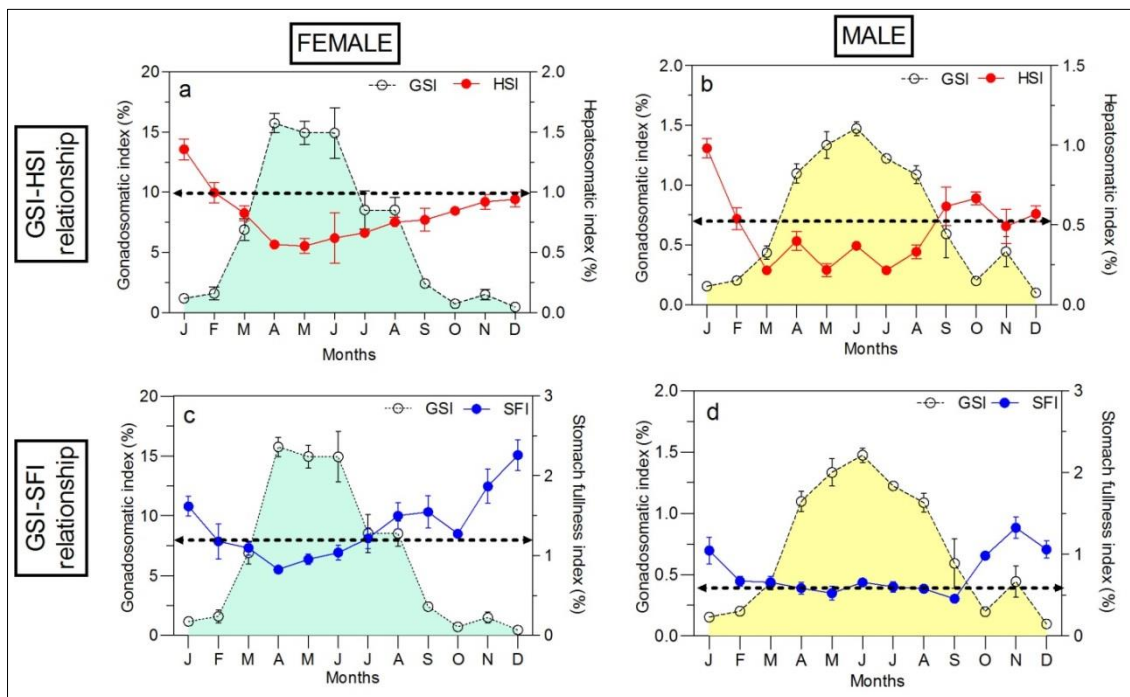 FEMALE
MALE
GSI-HSI
relationship
a
GSI HSI
20
15
10
5
0
Gonadosomatic index (%)
2.0
1.5
1.0
0.5
0.0
Hepatosomatic index
(%)
J F M A M J J A S O N D
Months
b
GSI HSI
2.0
1.5
1.0
0.5
0.0
Gonadosomatic index (%)
1.5
1.0
0.5
0.0
Hepatosomatic index
(%)
J F M A M J J A S O N D
Months
GSI-SFI
relationship
c
GSI SFI
20
15
10
5
0
Gonadosomatic index (%)
3
2
1
0
Stomach fullness index
(%)
J F M A M J J A S O N D
Months
d
GSI SFI
2.0
1.5
1.0
0.5
0.0
Gonadosomatic index (%)
3
2
1
0
Stomach fullness index
(%)
J F M A M J J A S O N D
Months